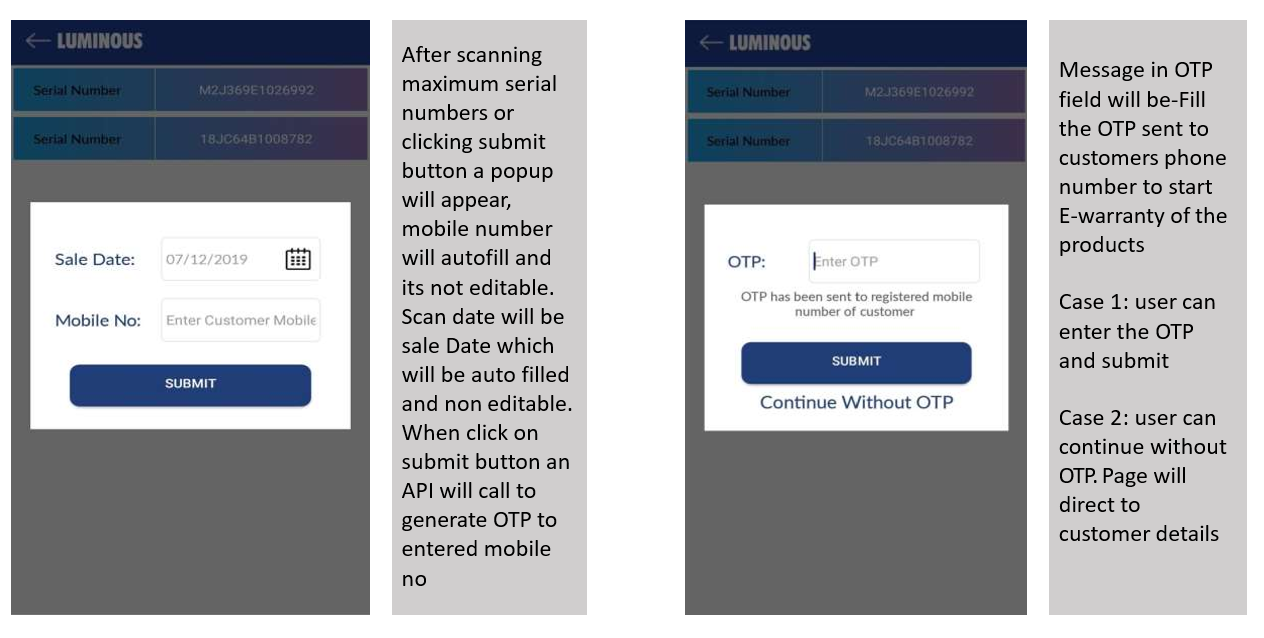 LUMINOUS
Serial Number M2J369E1026992
Serial Number 18JC64B1008782
Sale Date: 07/12/2019
Mobile No: Enter Customer Mobile
SUBMIT
After scanning
maximum serial
numbers or
clicking submit
button a popup
will appear,
mobile number
will autofill and
its not editable.
Scan date will be
sale Date which
will be auto filled
and non editable.
When click on
submit button an
API will call to
generate OTP to
entered mobile
no
LUMINOUS
Serial Number M2J369E1026992
Serial Number 18JC64B1008782
OTP: Enter OTP
OTP has been sent to registered mobile
number of customer
SUBMIT
Continue Without OTP
Message in OTP
field will be-Fill
the OTP sent to
customers phone
number to start
E-warranty of the
products
Case 1: user can
enter the OTP
and submit
Case 2: user can
continue without
OTP. Page will
direct to
customer details